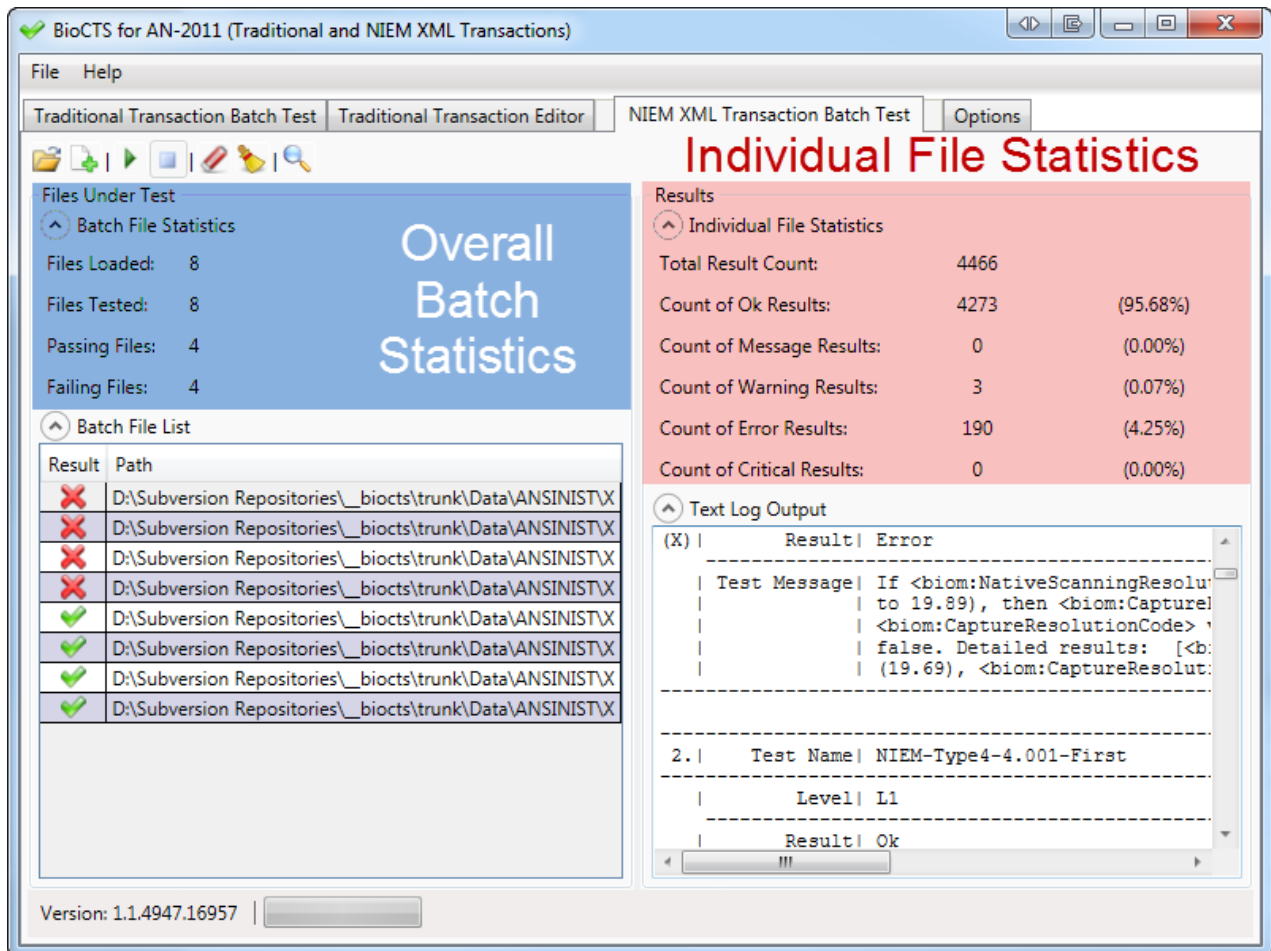 BioCTS for AN-2011 (Traditional and NIEM XML Transactions)
File Help
Traditional Transaction Batch Test Traditional Transaction Editor NIEM XML Transaction Batch Test Options
Individual File Statistics
Files Under Test
Batch File Statistics
Overall
Batch
Statistics
Files Loaded: 8
Files Tested: 8
Passing Files: 4
Failing Files: 4
Batch File List
Result Path
D:\Subversion Repositories\__biocts\trunk\Data\ANSINIST\X
D:\Subversion Repositories\__biocts\trunk\Data\ANSINIST\X
D:\Subversion Repositories\__biocts\trunk\Data\ANSINIST\X
D:\Subversion Repositories\__biocts\trunk\Data\ANSINIST\X
D:\Subversion Repositories\__biocts\trunk\Data\ANSINIST\X
D:\Subversion Repositories\__biocts\trunk\Data\ANSINIST\X
D:\Subversion Repositories\__biocts\trunk\Data\ANSINIST\X
D:\Subversion Repositories\__biocts\trunk\Data\ANSINIST\X
Results
Individual File Statistics
Total Result Count: 4466
Count of Ok Results: 4273 (95.68%)
Count of Message Results: 0 (0.00%)
Count of Warning Results: 3 (0.07%)
Count of Error Results: 190 (4.25%)
Count of Critical Results: 0 (0.00%)
Text Log Output
(X)| Result| Error
| Test Message| If <biom:NativeScanningResolu
| | to 19.89), then <biom:Capture
| | <biom:CaptureResolutionCode>
| | false. Detailed results: [<b
| | (19.69), <biom:CaptureResolut
2.| Test Name| NIEM-Type4-4.001-First
| Level| L1
| Result| Ok
Version: 1.1.4947.16957